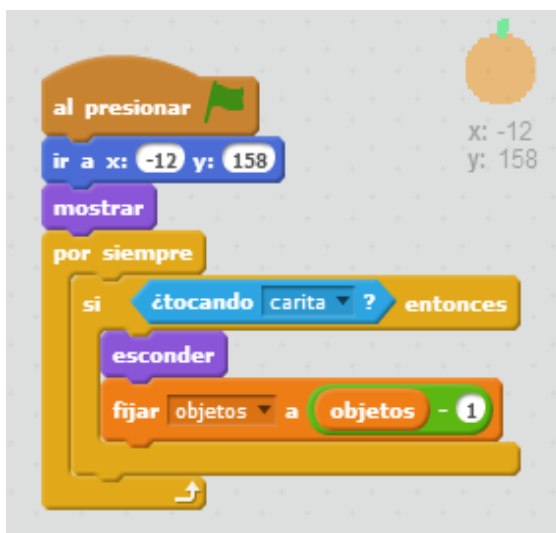 x: -12
y: 158
al presionar
ir a x: -12 y: 158
mostrar
por siempre
si ¿tocando carita ? entonces
esconder
fijar objetos a objetos - 1